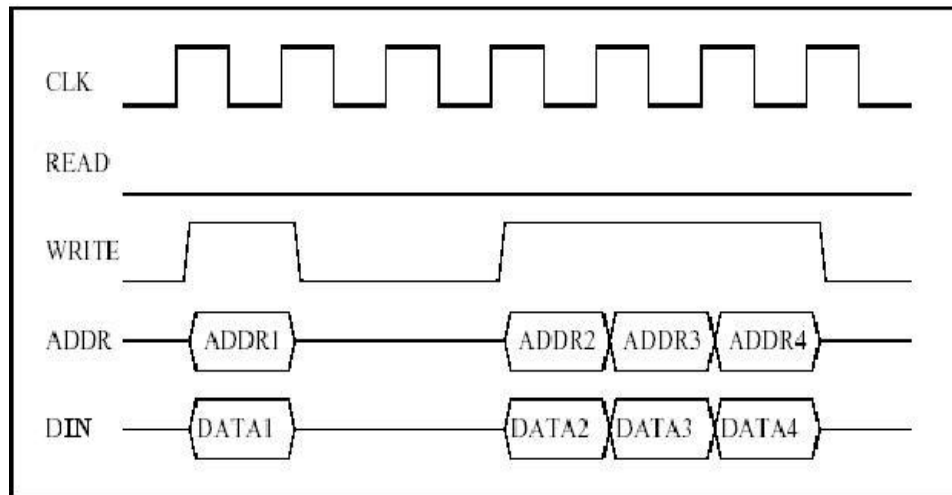 CLK
READ
WRITE
ADDR ADDR1 ADDR2 ADDR3 ADDR4
DIN DATA1 DATA2 DATA3 DATA4